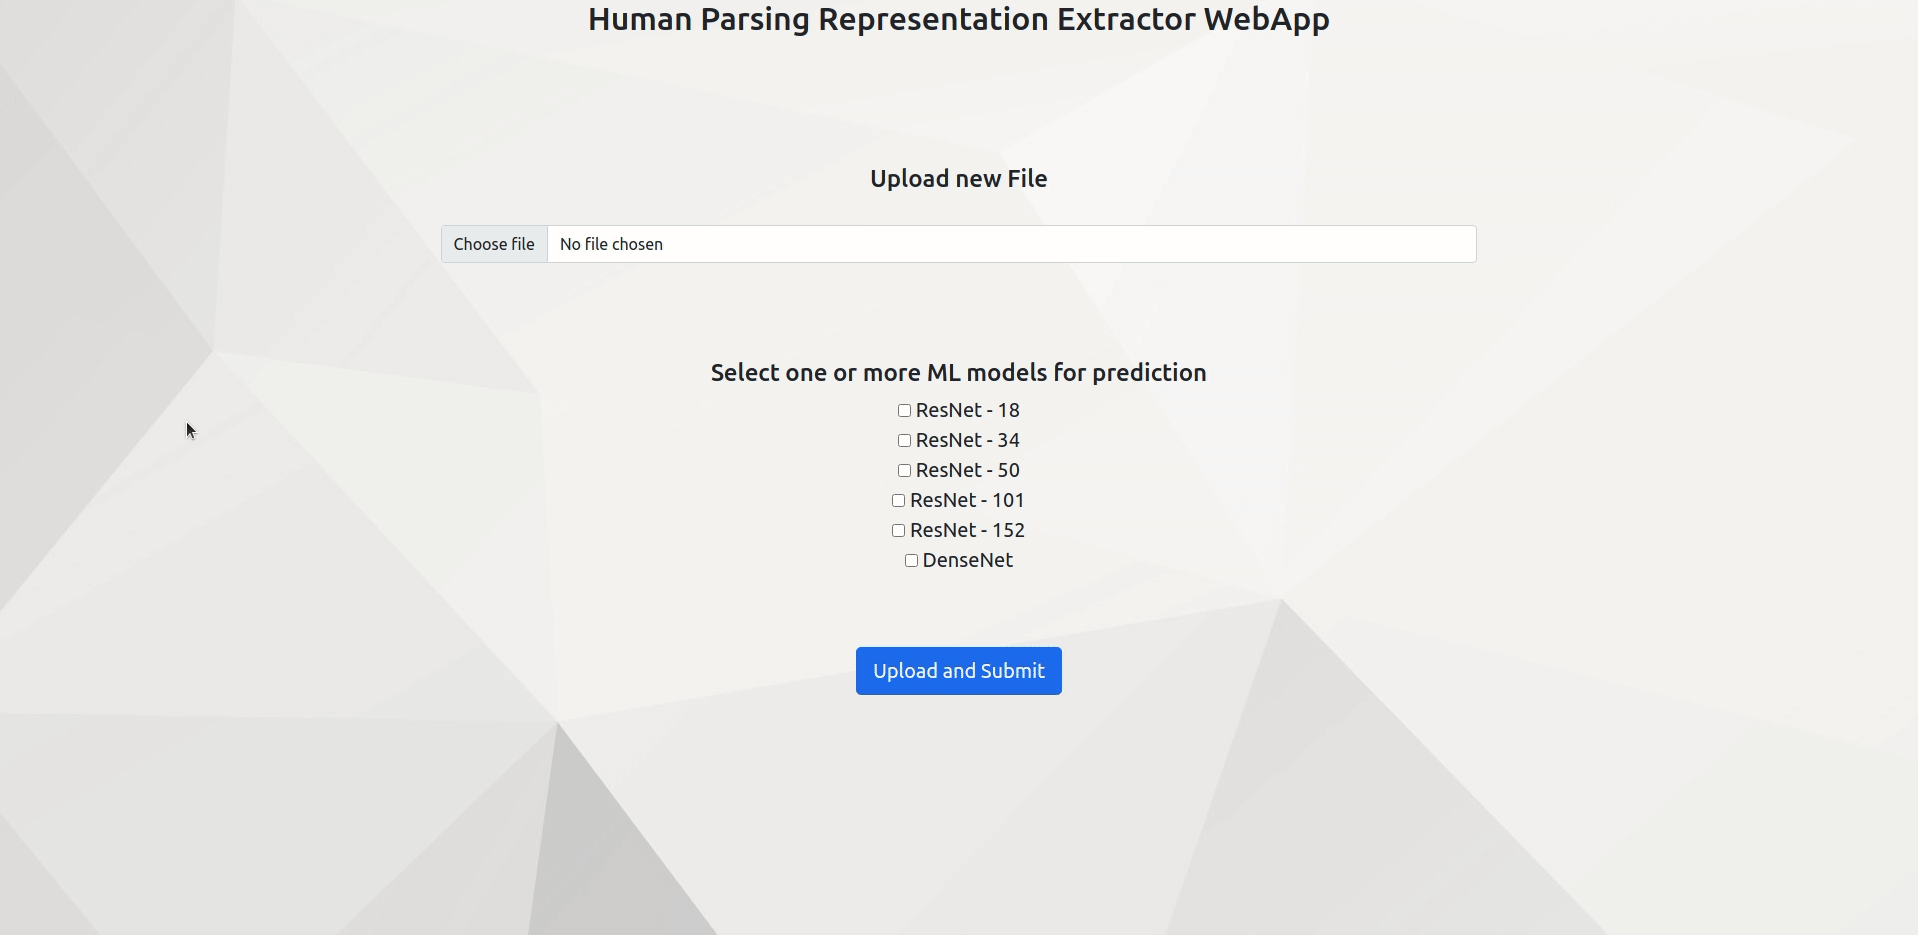 Human Parsing Representation Extractor WebApp
Upload new File
Choose file No file chosen
Select one or more ML models for prediction
ResNet - 18
ResNet - 34
ResNet - 50
ResNet - 101
ResNet - 152
DenseNet
Upload and Submit